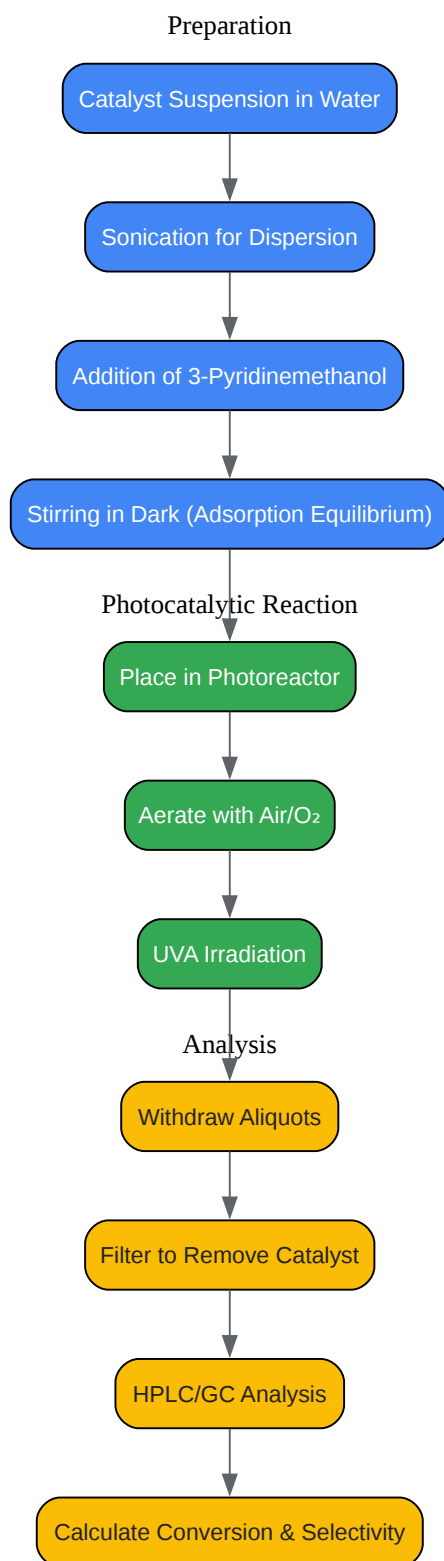 Preparation
Catalyst Suspension in Water
Sonication for Dispersion
Addition of 3-Pyridinemethanol
Stirring in Dark (Adsorption Equilibrium)
Photocatalytic Reaction
Place in Photoreactor
Aerate with Air/O₂
UVA Irradiation
Analysis
Withdraw Aliquots
Filter to Remove Catalyst
HPLC/GC Analysis
Calculate Conversion & Selectivity